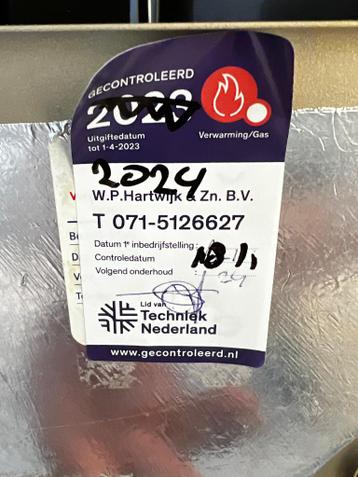 GECONTROLEERD
2023
Uitgiftedatum
tot 1-4-2023
Verwarming/Gas
2024
W.P.Hartwijk & Zn. B.V.
T 071-5126627
Datum 1e inbedrijfstelling :
Controledatum
Volgend onderhoud :
Lid van
Techniek
Nederland
www.gecontroleerd.nl